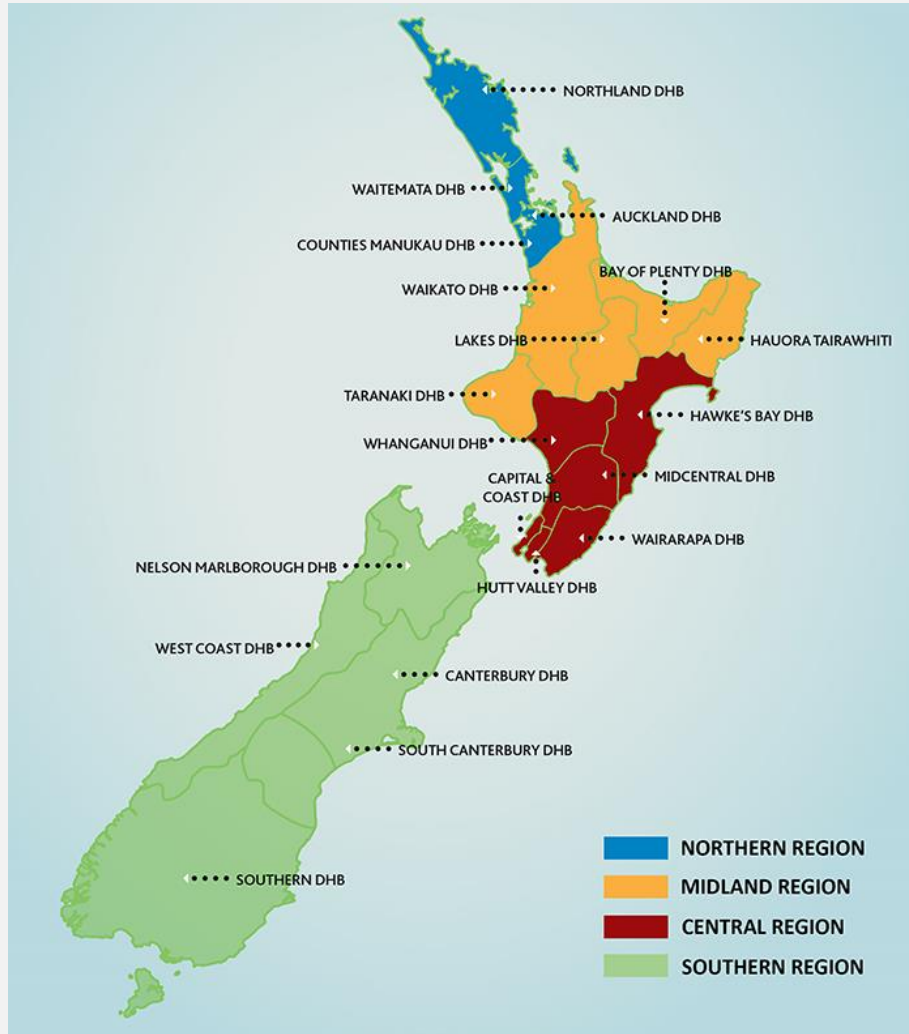 NORTHLAND DHB
WAITEMATA DHB
AUCKLAND DHB
COUNTIES MANUKAU DHB
BAY OF PLENTY DHB
WAIKATO DHB
LAKES DHB
HAUORA TAIRAWHITI
TARANAKI DHB
HAWKE'S BAY DHB
WHANGANUI DHB
CAPITAL &
COAST DHB
MIDCENTRAL DHB
WAIRARAPA DHB
NELSON MARLBOROUGH DHB
HUTT VALLEY DHB
WEST COAST DHB
CANTERBURY DHB
SOUTH CANTERBURY DHB
SOUTHERN DHB
NORTHERN REGION
MIDLAND REGION
CENTRAL REGION
SOUTHERN REGION